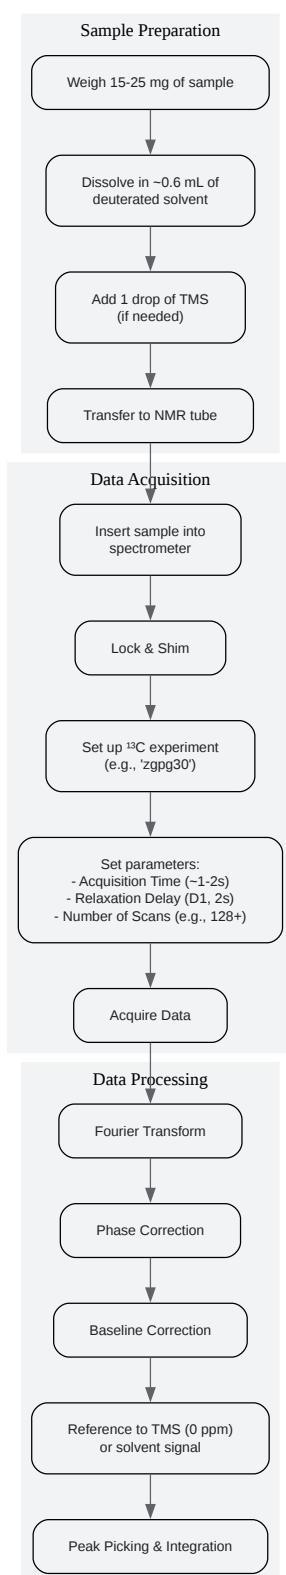 Sample Preparation
Weigh 15-25 mg of sample
Dissolve in ~0.6 mL of
deuterated solvent
Add 1 drop of TMS
(if needed)
Transfer to NMR tube
Data Acquisition
Insert sample into
spectrometer
Lock & Shim
Set up ¹³C experiment
(e.g., 'zgpg30')
Set parameters:
- Acquisition Time (~1-2s)
- Relaxation Delay (D1, 2s)
- Number of Scans (e.g., 128+)
Acquire Data
Data Processing
Fourier Transform
Phase Correction
Baseline Correction
Reference to TMS (0 ppm)
or solvent signal
Peak Picking & Integration